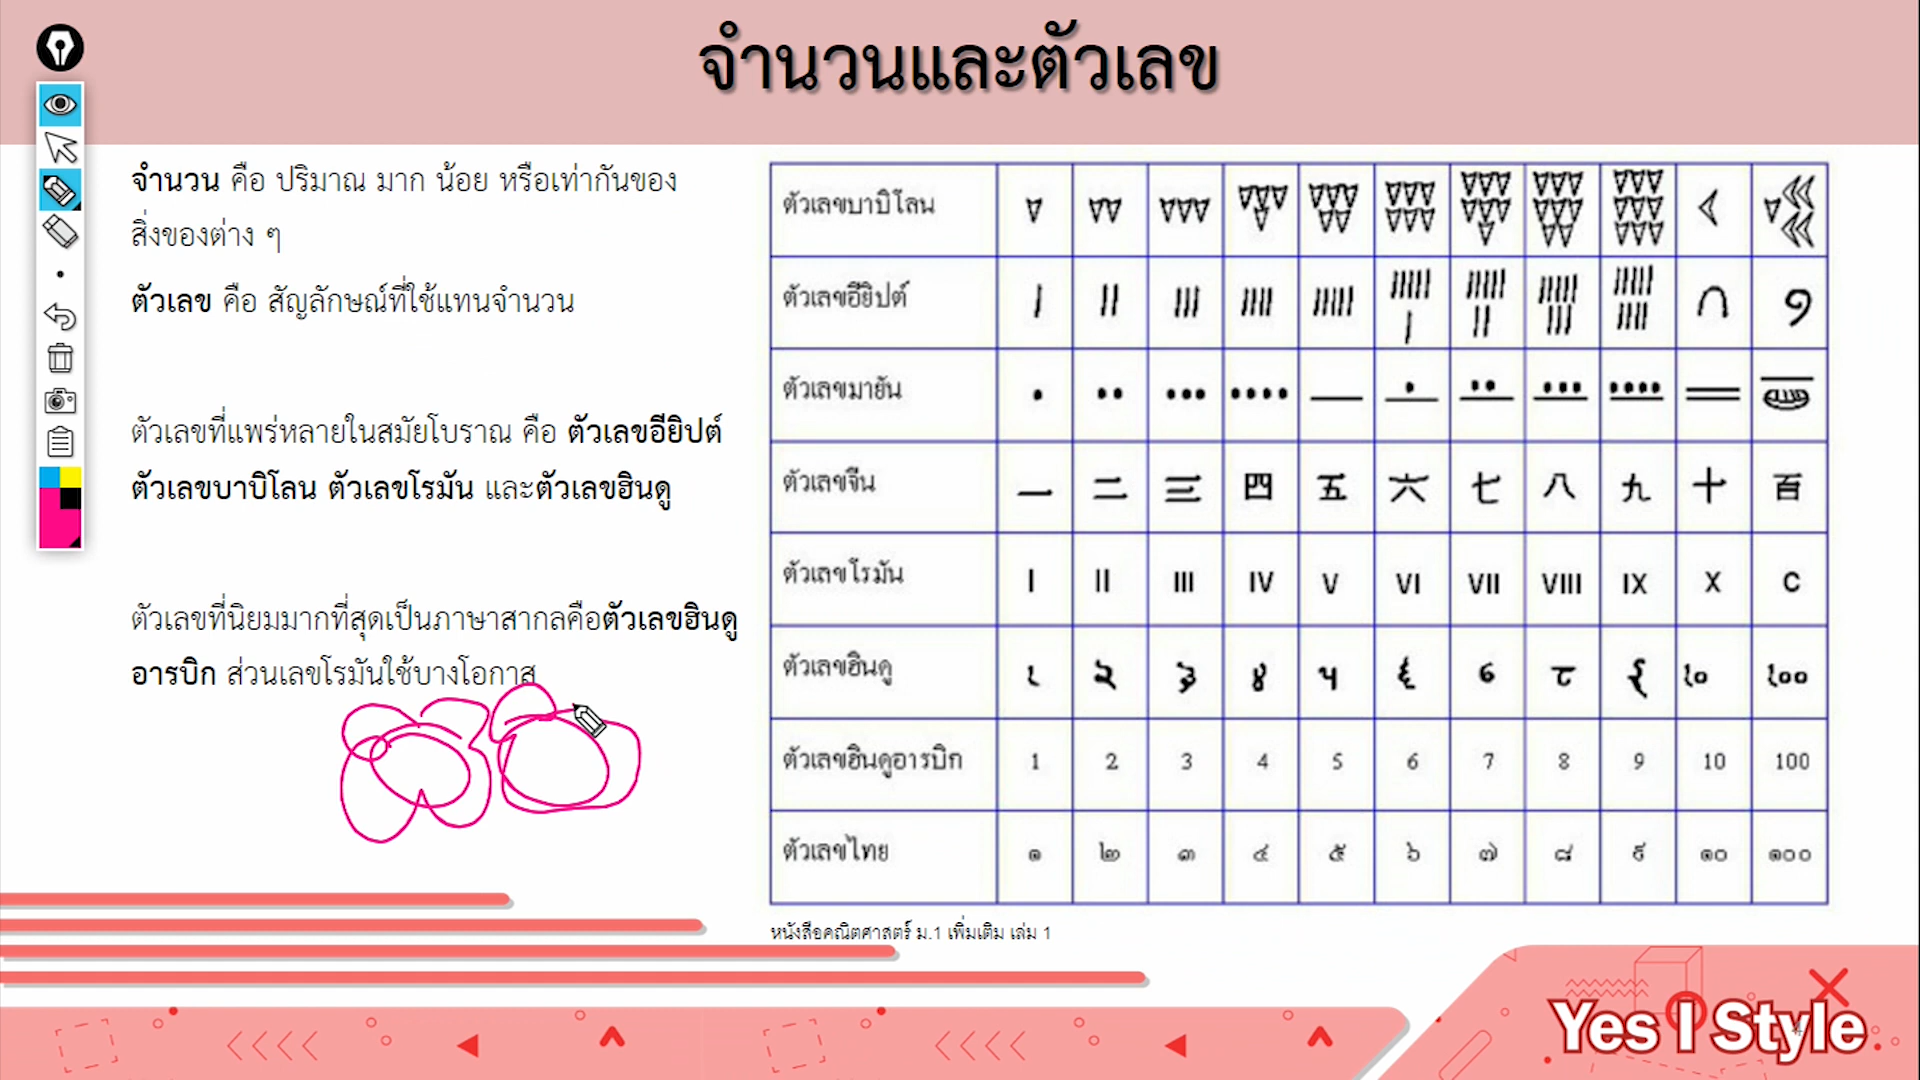 จำนวนและตัวเลข
จำนวน คือ ปริมาณ มาก น้อย หรือเท่ากันของ
สิ่งของต่าง ๆ
ตัวเลข คือ สัญลักษณ์ที่ใช้แทนจำนวน
ตัวเลขที่แพร่หลายในสมัยโบราณ คือ ตัวเลขอียิปต์
ตัวเลขบาบิโลน ตัวเลขโรมัน และตัวเลขฮินดู
ตัวเลขที่นิยมมากที่สุดเป็นภาษาสากลคือตัวเลขฮินดู
อารบิก ส่วนเลขโรมันใช้บางโอกาส
ตัวเลขบาบิโลน
ตัวเลขอียิปต์
ตัวเลขมายัน
ตัวเลขจีน 一 二 三 四 五 六 七 八 九 十 百
ตัวเลขโรมัน I II III IV V VI VII VIII IX X C
ตัวเลขฮินดู १ २ ३ ४ ५ ६ ७ ८ ९ १० १००
ตัวเลขฮินดูอารบิก 1 2 3 4 5 6 7 8 9 10 100
ตัวเลขไทย ๑ ๒ ๓ ๔ ๕ ๖ ๗ ๘ ๙ ๑๐ ๑๐๐
หนังสือคณิตศาสตร์ ม.1 เพิ่มเติม เล่ม 1
Yes I Style